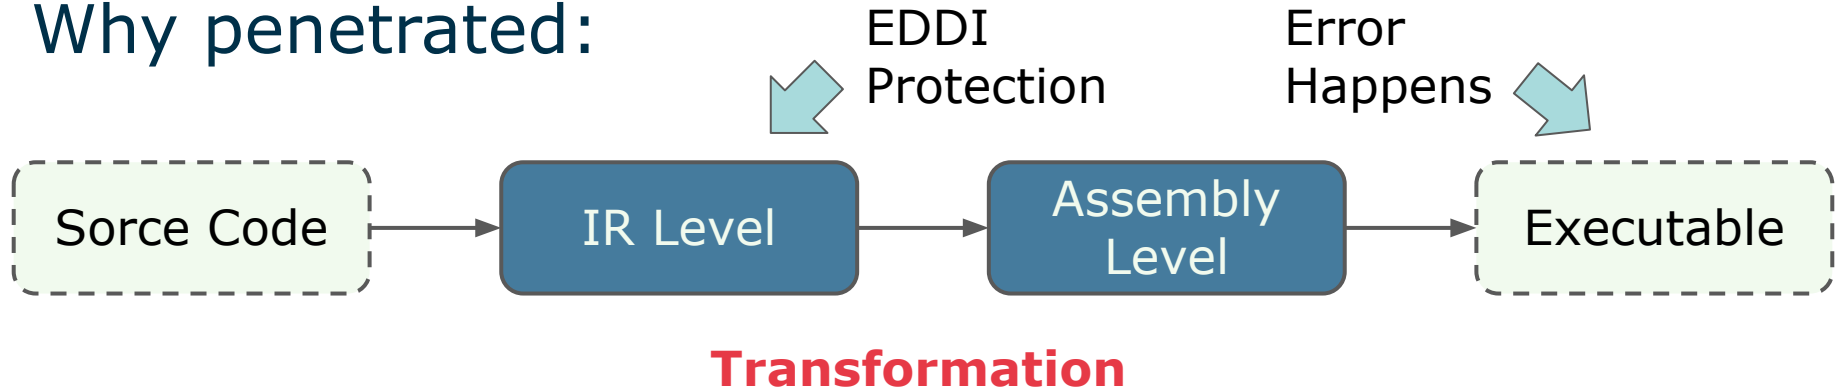 Why penetrated:
EDDI
Protection
Error
Happens
Sorce Code
IR Level
Assembly
Level
Executable
Transformation